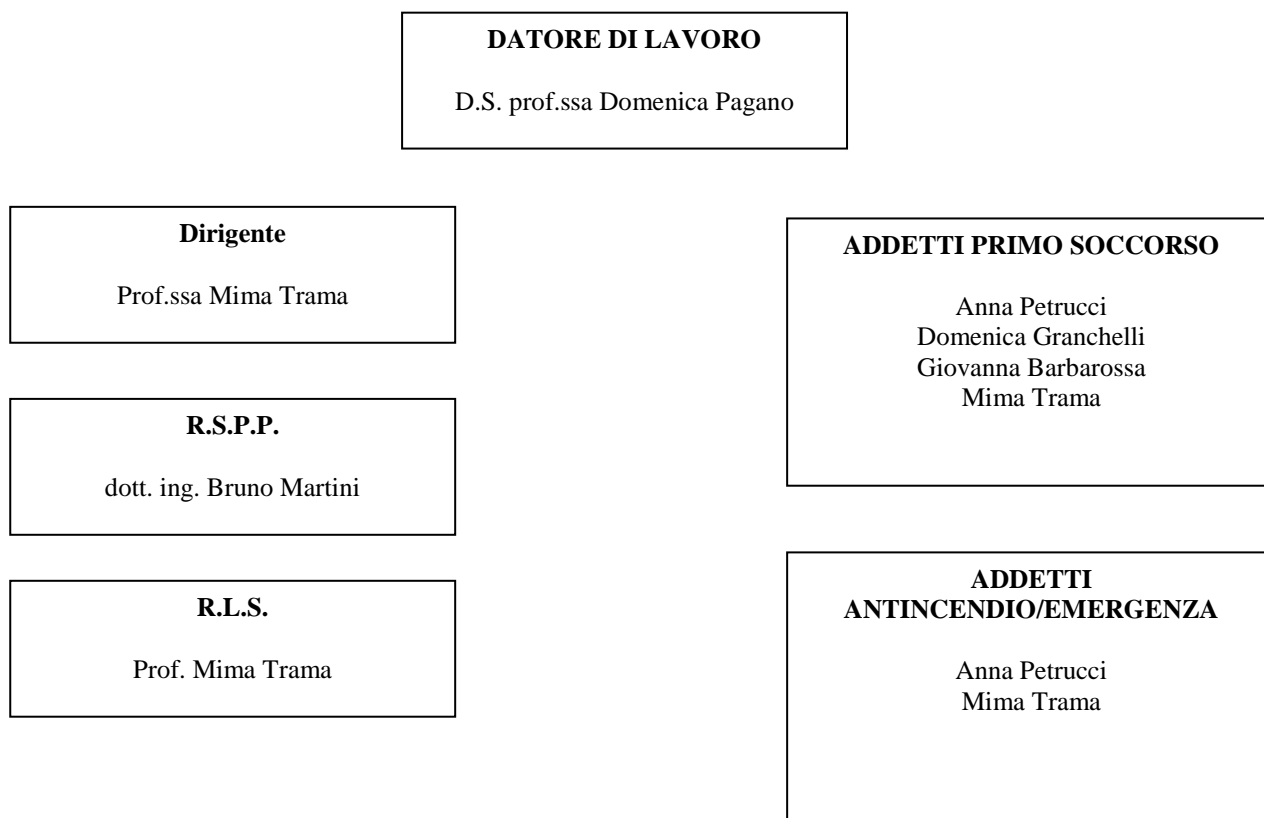 DATORE DI LAVORO
D.S. prof.ssa Domenica Pagano
Dirigente
Prof.ssa Mima Trama
R.S.P.P.
dott. ing. Bruno Martini
R.L.S.
Prof. Mima Trama
ADDETTI PRIMO SOCCORSO
Anna Petrucci
Domenica Granchelli
Giovanna Barbarossa
Mima Trama
ADDETTI
ANTINCENDIO/EMERGENZA
Anna Petrucci
Mima Trama